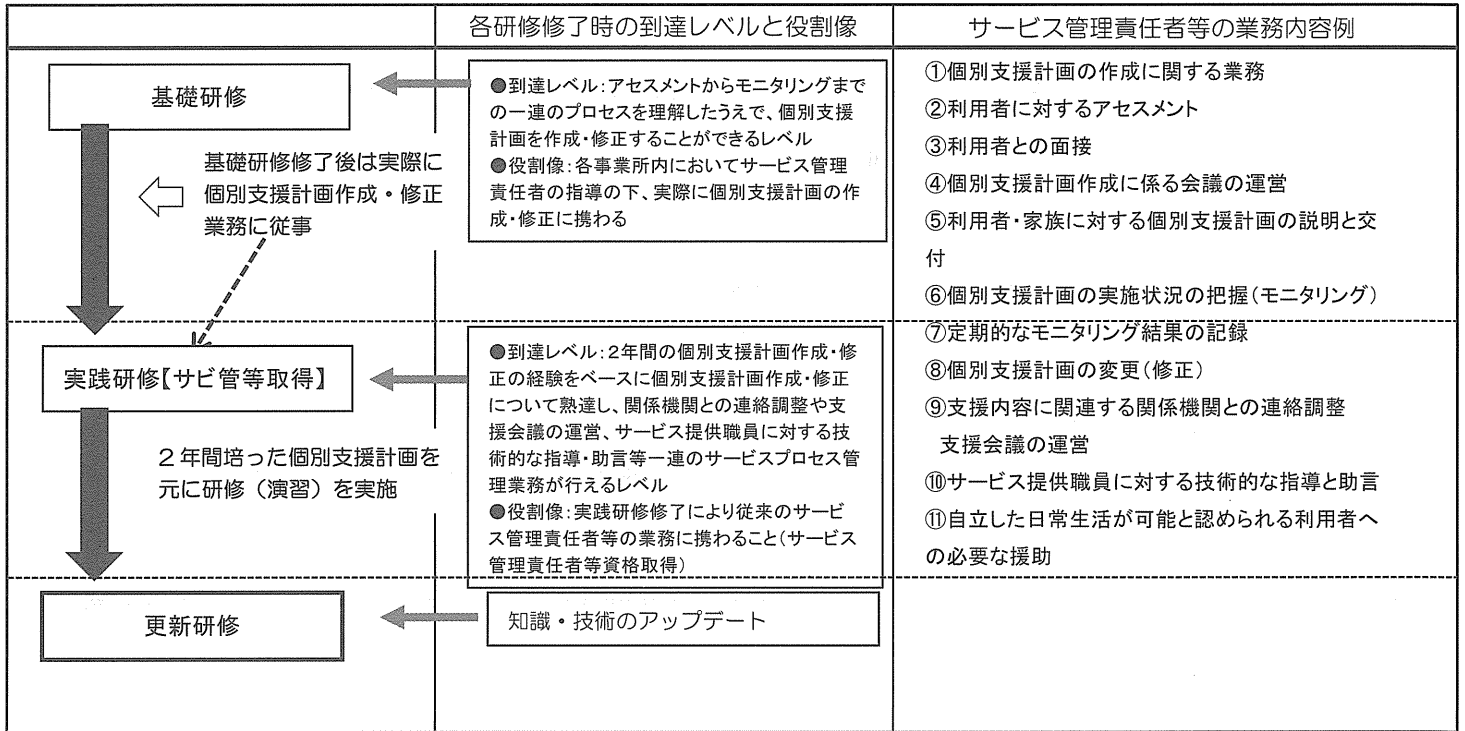 各研修修了時の到達レベルと役割像
サービス管理責任者等の業務内容例
基礎研修
基礎研修修了後は実際に
個別支援計画作成・修正
業務に従事
●到達レベル：アセスメントからモニタリングまで
の一連のプロセスを理解したうえで、個別支援
計画を作成・修正することができるレベル
●役割像：各事業所内においてサービス管理
責任者の指導の下、実際に個別支援計画の作
成・修正に携わる
①個別支援計画の作成に関する業務
②利用者に対するアセスメント
③利用者との面接
④個別支援計画作成に係る会議の運営
⑤利用者・家族に対する個別支援計画の説明と交
付
⑥個別支援計画の実施状況の把握（モニタリング）
⑦定期的なモニタリング結果の記録
⑧個別支援計画の変更（修正）
⑨支援内容に関連する関係機関との連絡調整
支援会議の運営
⑩サービス提供職員に対する技術的な指導と助言
⑪自立した日常生活が可能と認められる利用者へ
の必要な援助
実践研修【サビ管等取得】
2年間培った個別支援計画を
元に研修（演習）を実施
●到達レベル：２年間の個別支援計画作成・修
正の経験をベースに個別支援計画作成・修正
について熟達し、関係機関との連絡調整や支
援会議の運営、サービス提供職員に対する技
術的な指導・助言等一連のサービスプロセス管
理業務が行えるレベル
●役割像：実践研修修了により従来のサービ
ス管理責任者等の業務に携わること（サービス
管理責任者等資格取得）
更新研修
知識・技術のアップデート